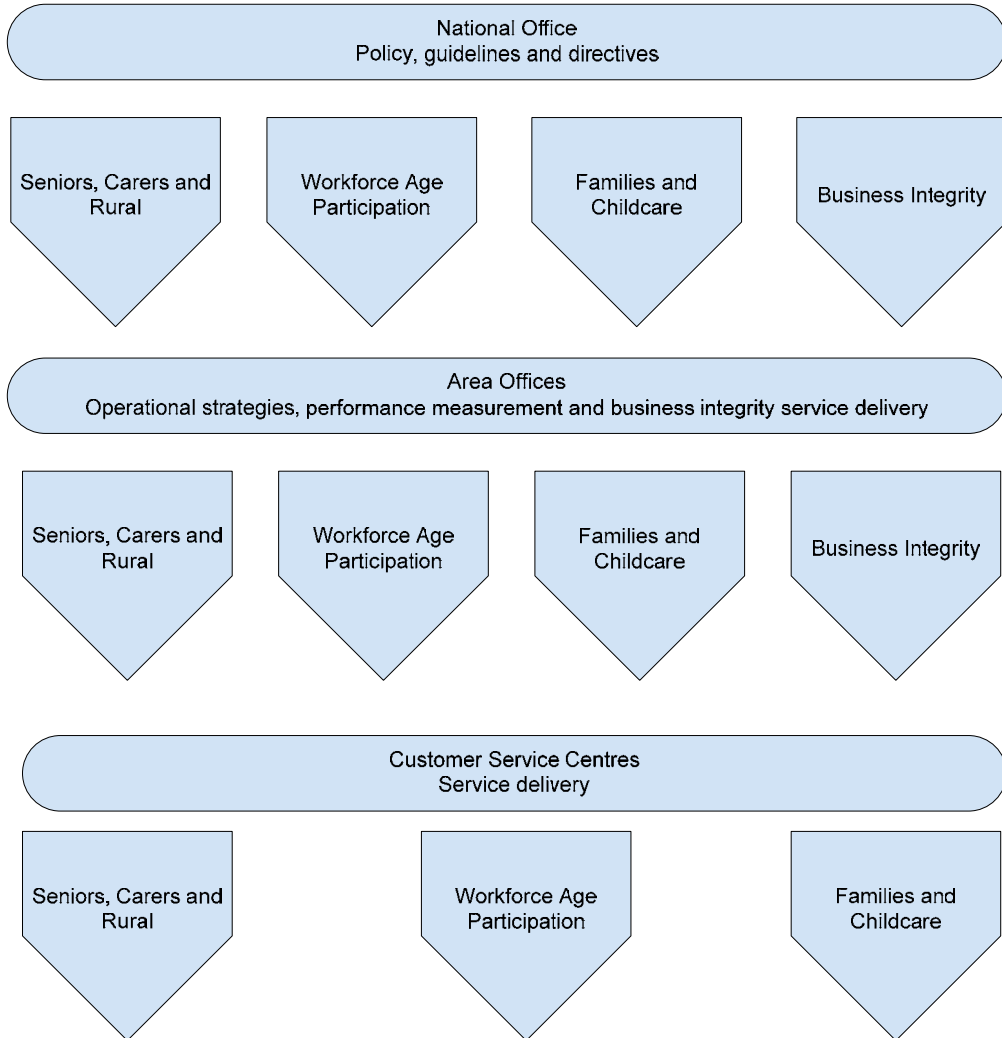 National Office
Policy, guidelines and directives
Seniors, Carers and
Rural
Workforce Age
Participation
Families and
Childcare
Business Integrity
Area Offices
Operational strategies, performance measurement and business integrity service delivery
Seniors, Carers and
Rural
Workforce Age
Participation
Families and
Childcare
Business Integrity
Customer Service Centres
Service delivery
Seniors, Carers and
Rural
Workforce Age
Participation
Families and
Childcare